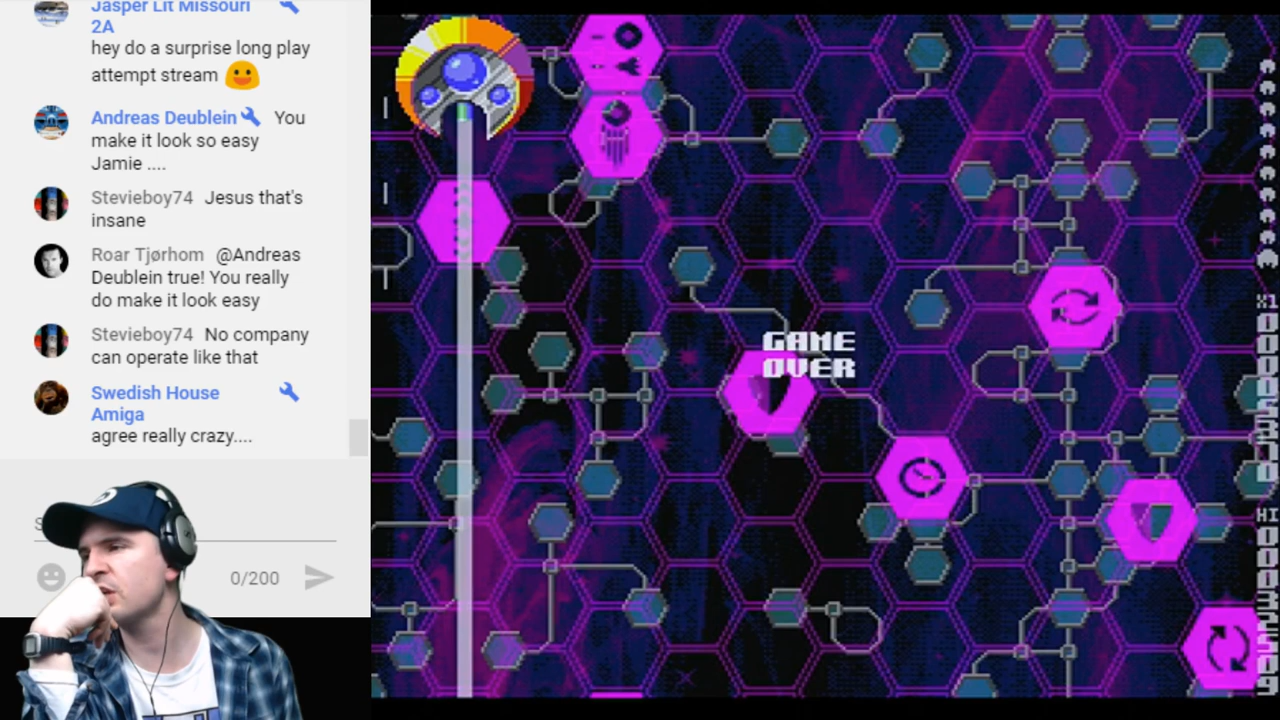 Jasper Lit Missouri
2A
hey do a surprise long play
attempt stream
Andreas Deublein You
make it look so easy
Jamie ....
Stevieboy74 Jesus that's
insane
Roar Tjørhom @Andreas
Deublein true! You really
do make it look easy
Stevieboy74 No company
can operate like that
Swedish House
Amiga
agree really crazy....
0/200
GAME
OVER
X1
HI